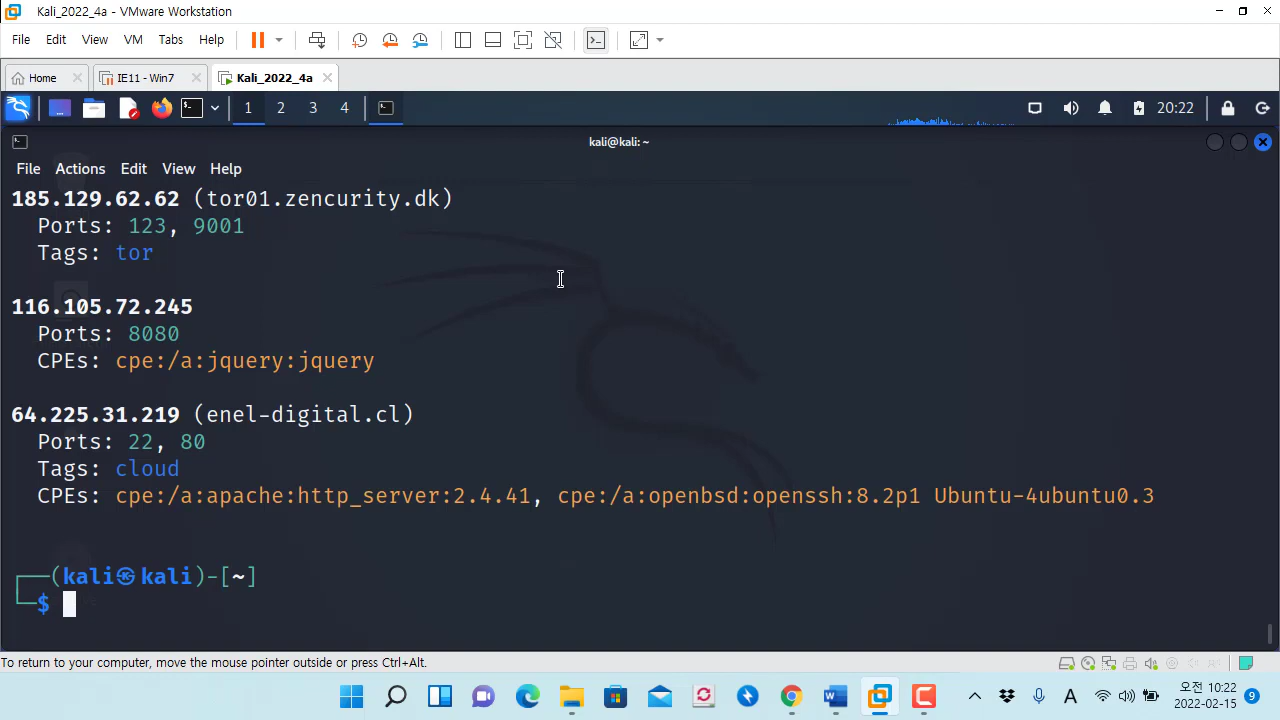 Kali_2022_4a - VMware Workstation
File Edit View VM Tabs Help
Home IE11 - Win7 Kali_2022_4a
1 2 3 4 20:22
kali@kali: ~
File Actions Edit View Help
185.129.62.62 (tor01.zencurity.dk)
Ports: 123, 9001
Tags: tor
116.105.72.245
Ports: 8080
CPEs: cpe:/a:jquery:jquery
64.225.31.219 (enel-digital.cl)
Ports: 22, 80
Tags: cloud
CPEs: cpe:/a:apache:http_server:2.4.41, cpe:/a:openbsd:openssh:8.2p1 Ubuntu-4ubuntu0.3
(kali㉿kali)-[~]
$
To return to your computer, move the mouse pointer outside or press Ctrl+Alt.
A 오전 10:22
2022-02-15 9